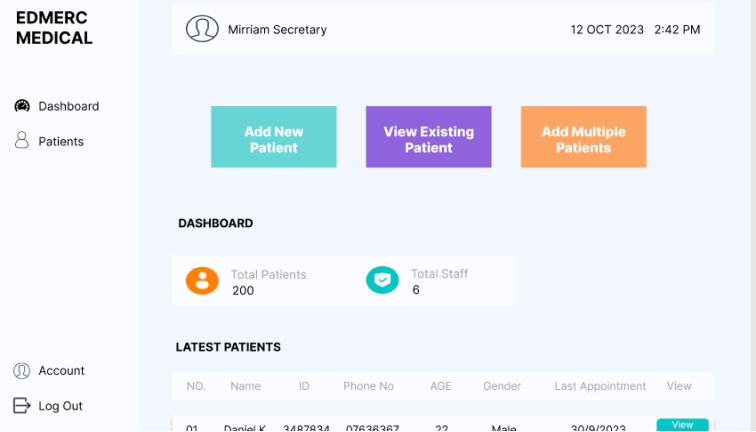 EDMERC
MEDICAL
Mirriam Secretary
12 OCT 2023 2:42 PM
Dashboard
Patients
Add New
Patient
View Existing
Patient
Add Multiple
Patients
DASHBOARD
Total Patients
200
Total Staff
6
LATEST PATIENTS
NO. Name ID Phone No AGE Gender Last Appointment View
01 Daniel K 3487834 07636367 22 Male 30/9/2023 View
Account
Log Out